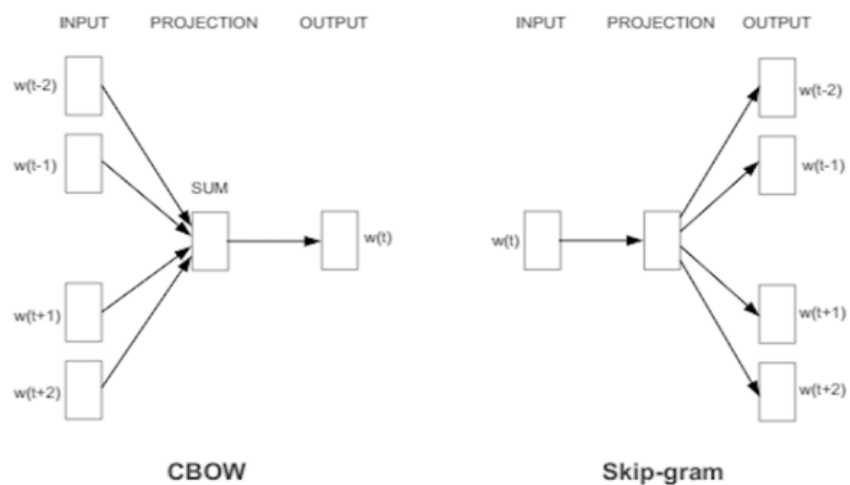 INPUT PROJECTION OUTPUT
w(t-2)
w(t-1)
SUM
w(t)
w(t+1)
w(t+2)
CBOW
INPUT PROJECTION OUTPUT
w(t-2)
w(t-1)
w(t)
w(t+1)
w(t+2)
Skip-gram